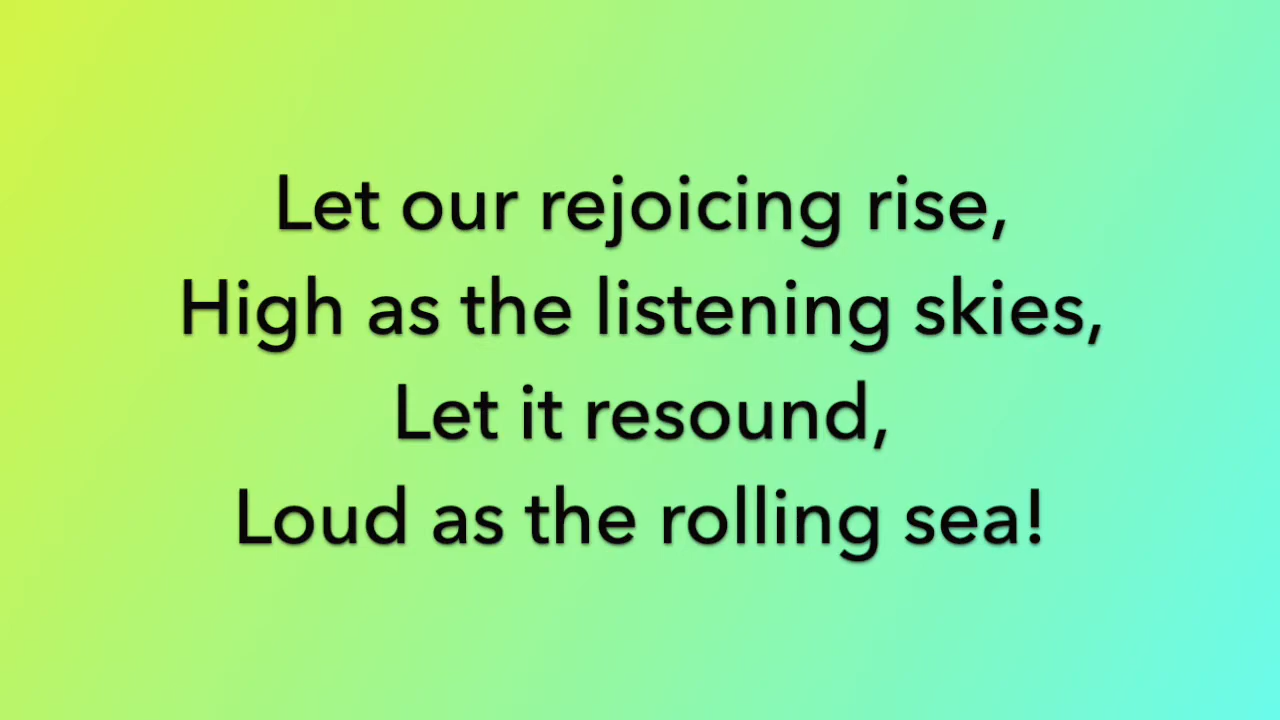 Let our rejoicing rise,
High as the listening skies,
Let it resound,
Loud as the rolling sea!